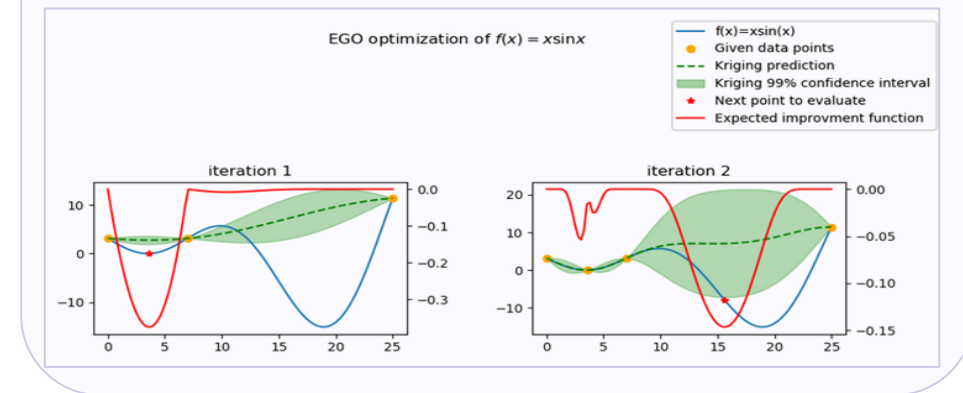 EGO optimization of f(x) = xsinx
f(x)=xsin(x)
Given data points
Kriging prediction
Kriging 99% confidence interval
Next point to evaluate
Expected improvment function
iteration 1
10
0
−10
0.0
−0.1
−0.2
−0.3
0 5 10 15 20 25
iteration 2
20
10
0
−10
0.00
−0.05
−0.10
−0.15
0 5 10 15 20 25